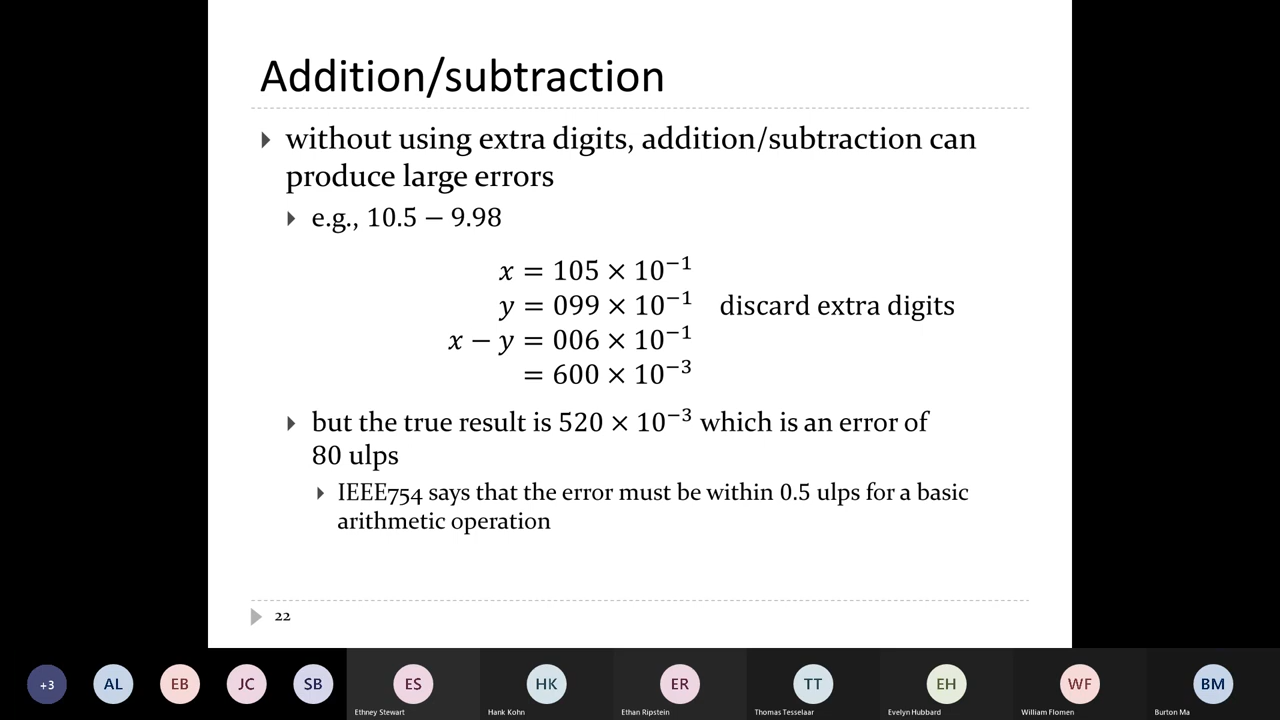 Addition/subtraction
without using extra digits, addition/subtraction can
produce large errors
e.g., 10.5 − 9.98
x = 105 × 10⁻¹
y = 099 × 10⁻¹ discard extra digits
x − y = 006 × 10⁻¹
= 600 × 10⁻³
but the true result is 520 × 10⁻³ which is an error of
80 ulps
IEEE754 says that the error must be within 0.5 ulps for a basic
arithmetic operation
22
+3 AL EB JC SB ES HK ER TT EH WF BM
Ethney Stewart Hank Kohn Ethan Ripstein Thomas Tesselaar Evelyn Hubbard William Flomen Burton Ma